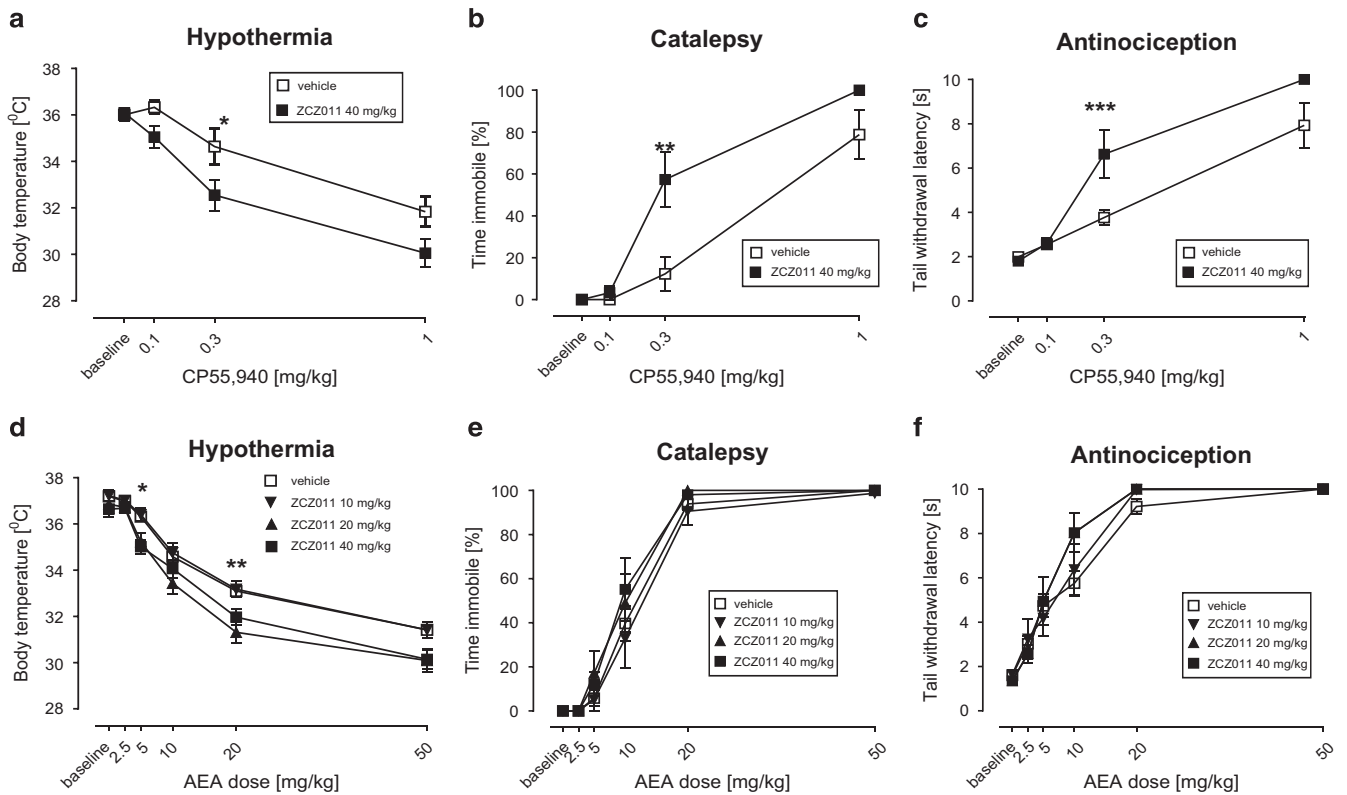 a
Hypothermia
Body temperature [⁰C]
38
36
34
32
30
28
vehicle
ZCZ011 40 mg/kg
*
baseline
0.1
0.3
1
CP55,940 [mg/kg]
b
Catalepsy
Time immobile [%]
100
80
60
40
20
0
**
vehicle
ZCZ011 40 mg/kg
baseline
0.1
0.3
1
CP55,940 [mg/kg]
c
Antinociception
Tail withdrawal latency [s]
10
8
6
4
2
0
***
vehicle
ZCZ011 40 mg/kg
baseline
0.1
0.3
1
CP55,940 [mg/kg]
d
Hypothermia
Body temperature [⁰C]
38
36
34
32
30
28
*
**
vehicle
ZCZ011 10 mg/kg
ZCZ011 20 mg/kg
ZCZ011 40 mg/kg
baseline
2.5
5
10
20
50
AEA dose [mg/kg]
e
Catalepsy
Time immobile [%]
100
80
60
40
20
0
vehicle
ZCZ011 10 mg/kg
ZCZ011 20 mg/kg
ZCZ011 40 mg/kg
baseline
2.5
5
10
20
50
AEA dose [mg/kg]
f
Antinociception
Tail withdrawal latency [s]
10
8
6
4
2
0
vehicle
ZCZ011 10 mg/kg
ZCZ011 20 mg/kg
ZCZ011 40 mg/kg
baseline
2.5
5
10
20
50
AEA dose [mg/kg]